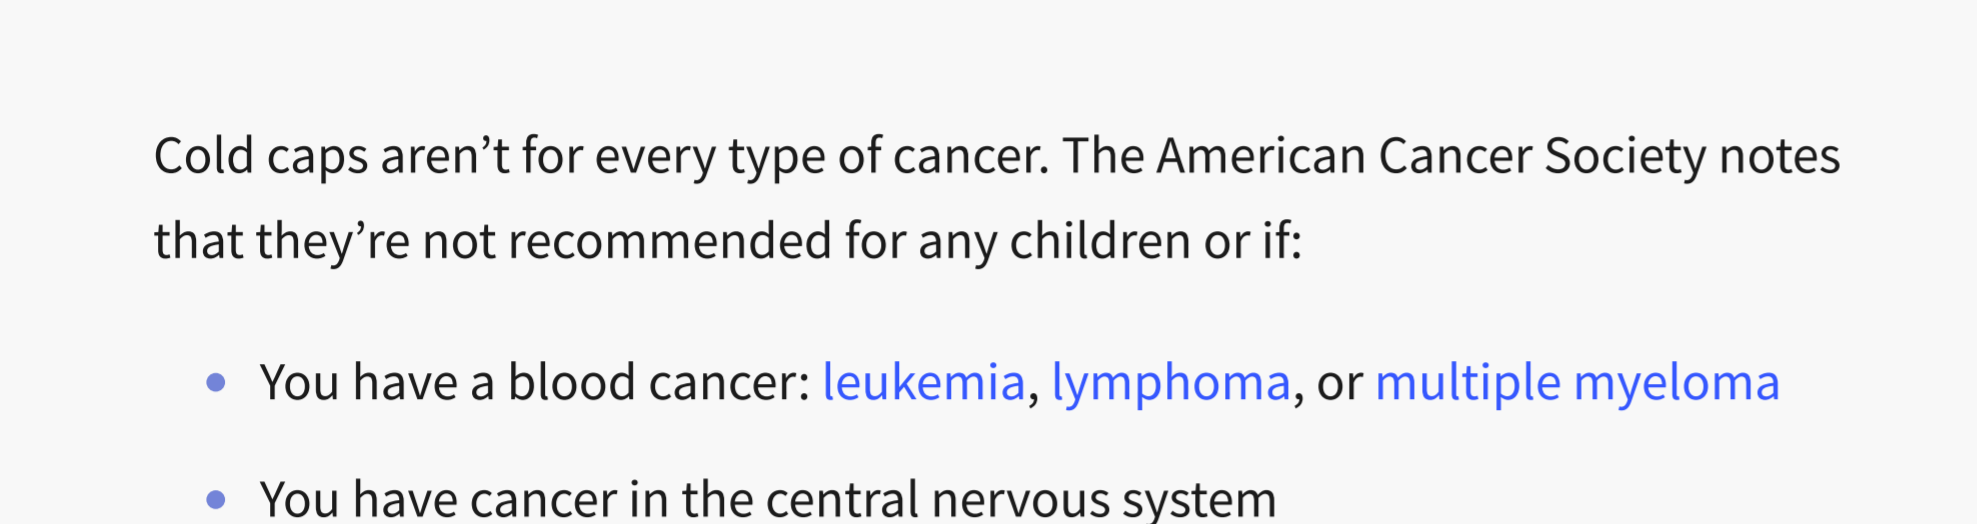 Cold caps aren’t for every type of cancer. The American Cancer Society notes
that they’re not recommended for any children or if:
• You have a blood cancer: leukemia, lymphoma, or multiple myeloma
• You have cancer in the central nervous system